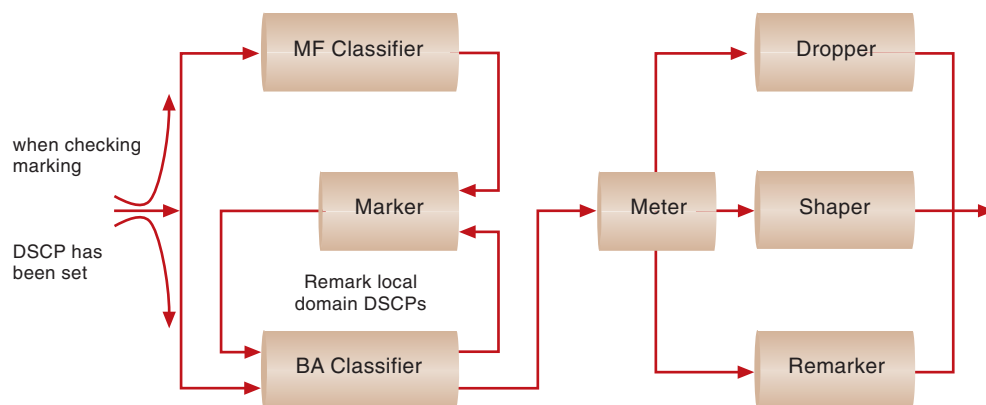 MF Classifier
Dropper
when checking
marking
Marker
Meter
Shaper
DSCP has
been set
Remark local
domain DSCPs
BA Classifier
Remarker